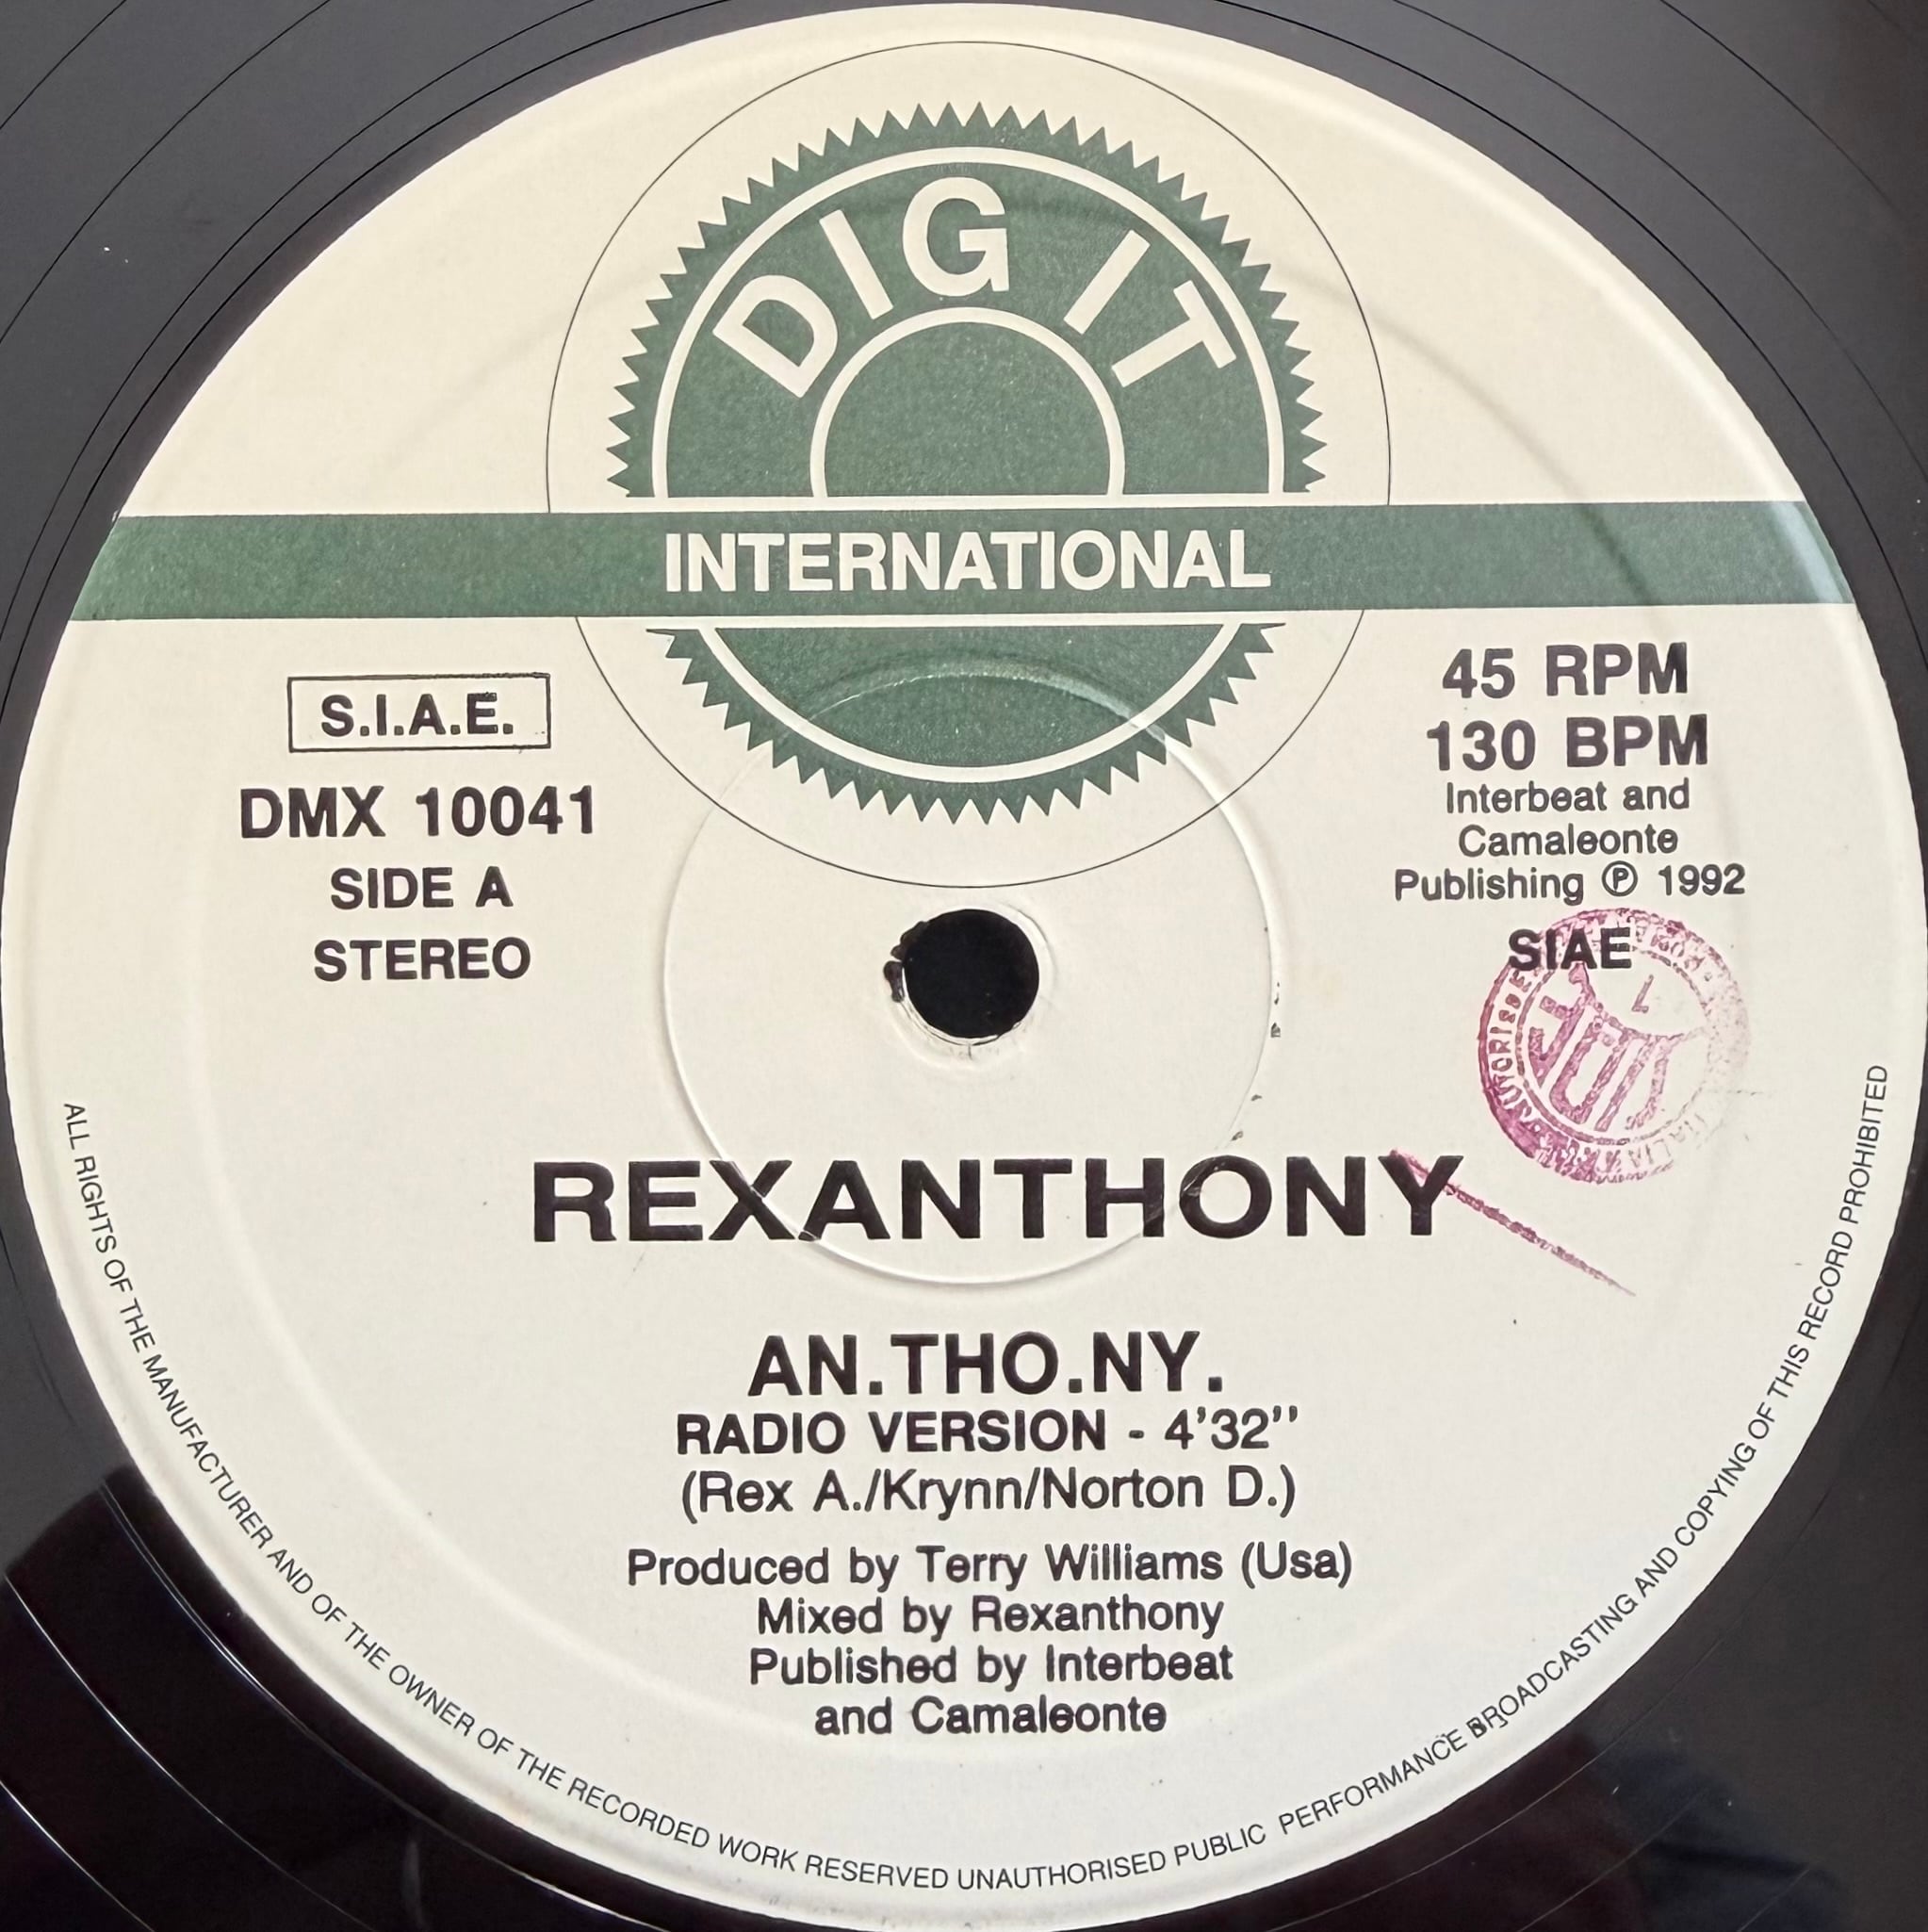 DIG IT
INTERNATIONAL
S.I.A.E.
DMX 10041
SIDE A
STEREO
45 RPM
130 BPM
Interbeat and
Camaleonte
Publishing ℗ 1992
SIAE
SIAE
REXANTHONY
AN.THO.NY.
RADIO VERSION - 4'32"
(Rex A./Krynn/Norton D.)
Produced by Terry Williams (Usa)
Mixed by Rexanthony
Published by Interbeat
and Camaleonte
ALL RIGHTS OF THE MANUFACTURER AND OF THE OWNER OF THE RECORDED WORK RESERVED UNAUTHORISED PUBLIC PERFORMANCE BROADCASTING AND COPYING OF THIS RECORD PROHIBITED